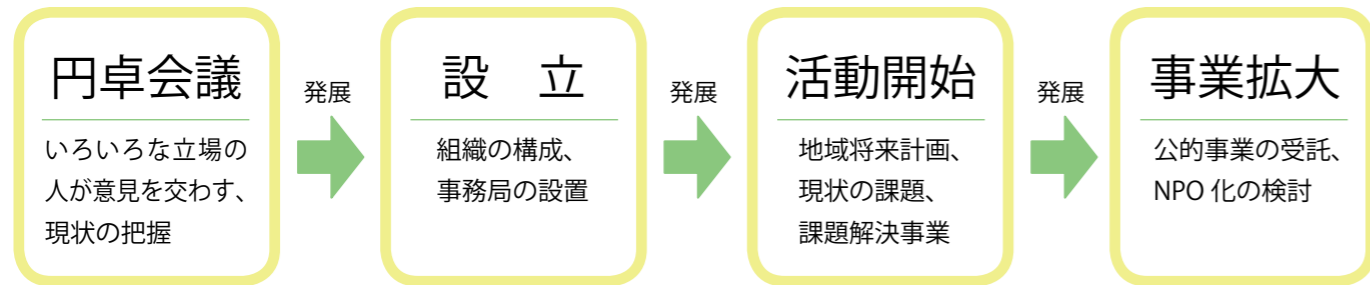 円卓会議
いろいろな立場の
人が意見を交わす、
現状の把握
発展
設　立
組織の構成、
事務局の設置
発展
活動開始
地域将来計画、
現状の課題、
課題解決事業
発展
事業拡大
公的事業の受託、
NPO 化の検討